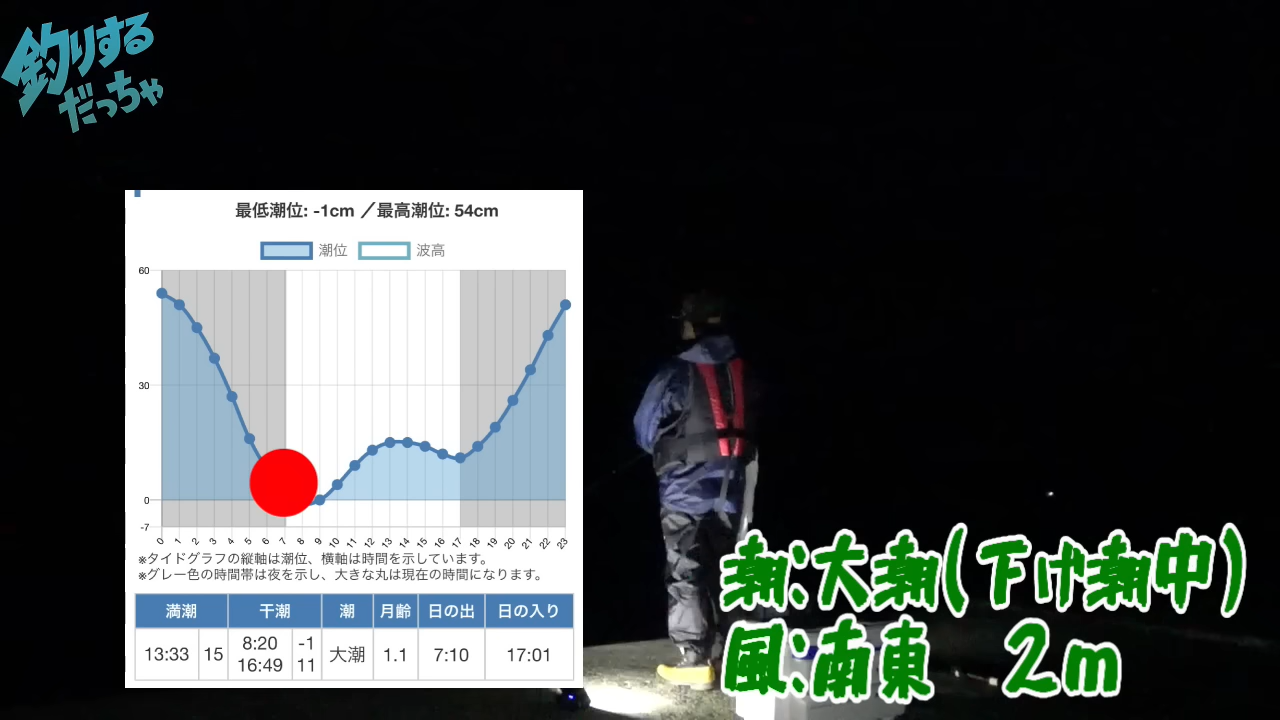 釣りする
だっちゃ
最低潮位: -1cm ／最高潮位: 54cm
潮位 波高
60
30
0
-7
0 1 2 3 4 5 6 7 8 9 10 11 12 13 14 15 16 17 18 19 20 21 22 23
※タイドグラフの縦軸は潮位、横軸は時間を示しています。
※グレー色の時間帯は夜を示し、大きな丸は現在の時間になります。
満潮 干潮 潮 月齢 日の出 日の入り
13:33 15 8:20 -1 大潮 1.1 7:10 17:01
16:49 11
潮:大潮(下げ潮中)
風:南東 2m